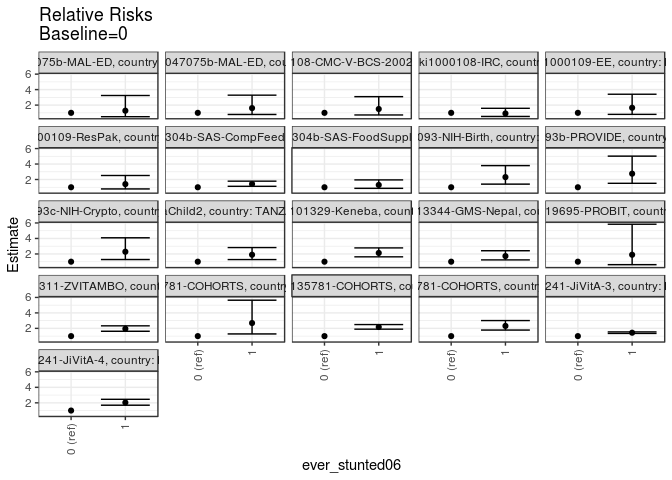 Relative Risks
Baseline=0
075b-MAL-ED, country
047075b-MAL-ED, cou
108-CMC-V-BCS-2002
ki1000108-IRC, countr
1000109-EE, country:
6
4
2
00109-ResPak, countr
304b-SAS-CompFeed
304b-SAS-FoodSuppl
093-NIH-Birth, country:
93b-PROVIDE, country
6
4
2
93c-NIH-Crypto, countr
Child2, country: TANZ
101329-Keneba, coun
13344-GMS-Nepal, co
19695-PROBIT, countr
6
4
2
311-ZVITAMBO, count
781-COHORTS, countr
135781-COHORTS, co
781-COHORTS, country
241-JiVitA-3, country:
6
4
2
241-JiVitA-4, country:
6
4
2
Estimate
0 (ref)
1
0 (ref)
1
0 (ref)
1
0 (ref)
1
0 (ref)
1
ever_stunted06